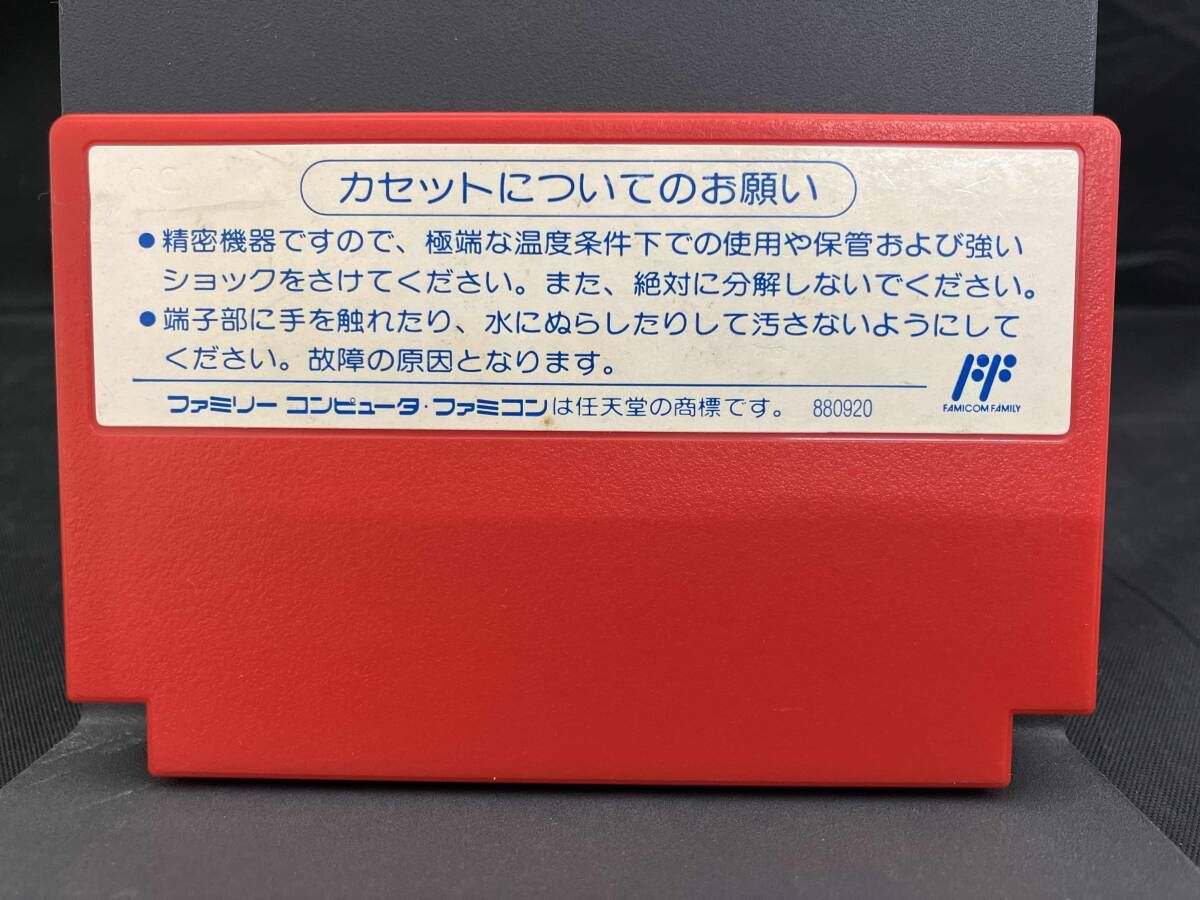 カセットについてのお願い
●精密機器ですので、極端な温度条件下での使用や保管および強い
ショックをさけてください。また、絶対に分解しないでください。
●端子部に手を触れたり、水にぬらしたりして汚さないようにして
ください。故障の原因となります。
ファミリーコンピュータ・ファミコンは任天堂の商標です。 880920
FAMICOM FAMILY